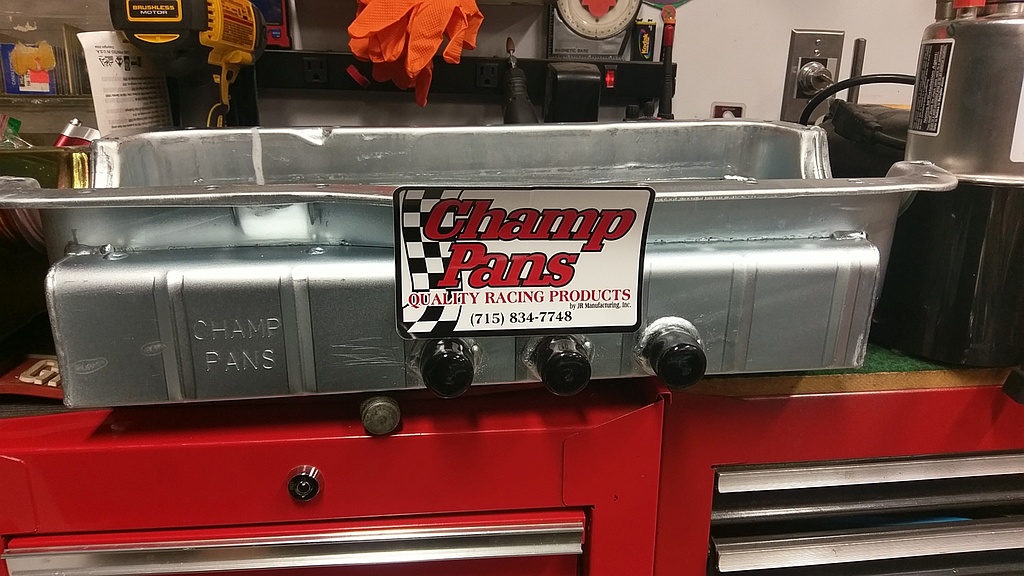 BRUSHLESS
MOTOR
Champ
Pans
QUALITY RACING PRODUCTS
by JR Manufacturing, Inc.
(715) 834-7748
CHAMP
PANS